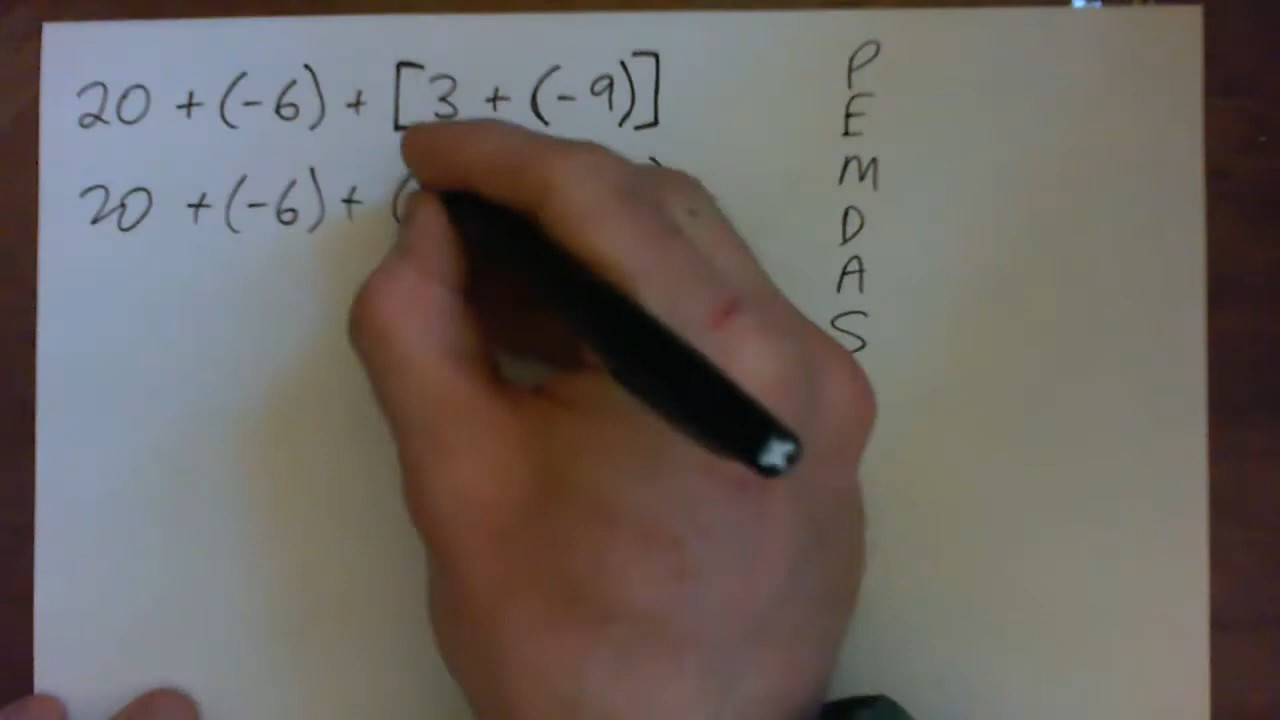 20 + (-6) + [3 + (-9)]
20 + (-6) + (
P
E
M
D
A
S